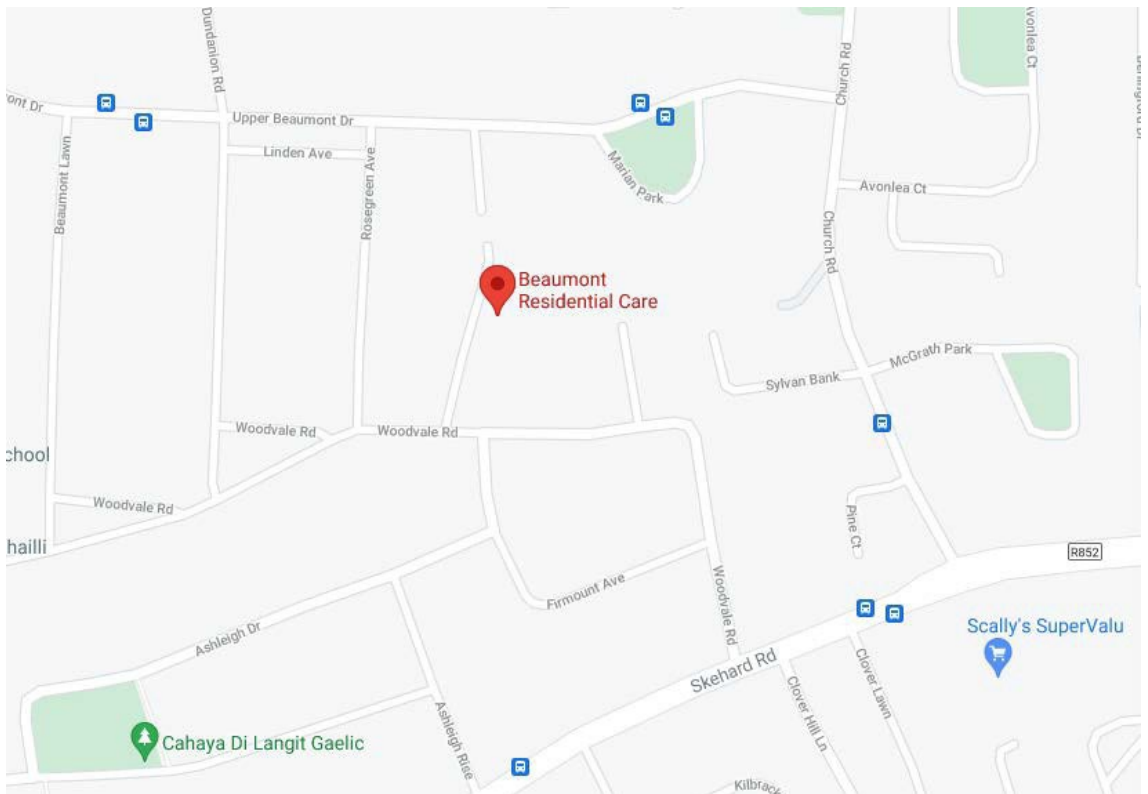 Dundanion Rd
Church Rd
Avonlea Ct
ont Dr
Upper Beaumont Dr
Linden Ave
Beaumont Lawn
Rosegreen Ave
Marian Park
Avonlea Ct
Church Rd
Beaumont
Residential Care
McGrath Park
Sylvan Bank
Woodvale Rd
Woodvale Rd
chool
Woodvale Rd
Pine Ct
hailli
R852
Firmount Ave
Woodvale Rd
Ashleigh Dr
Scally's SuperValu
Skehard Rd
Clover Lawn
Clover Hill Ln
Ashleigh Rise
Cahaya Di Langit Gaelic
Kilbrack